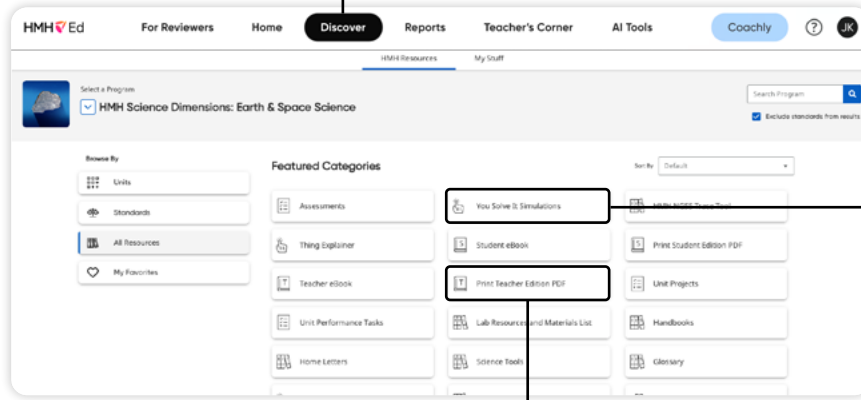 HMH Ed
For Reviewers
Home
Discover
Reports
Teacher's Corner
AI Tools
Coachly
?
JK
HMH Resources
My Stuff
Select a Program
HMH Science Dimensions: Earth & Space Science
Search Program
Exclude standards from results
Browse By
Units
Standards
All Resources
My Favorites
Featured Categories
Sort By
Default
Assessments
You Solve It Simulations
HMH NGSS Trace Tool
Thing Explainer
Student eBook
Print Student Edition PDF
Teacher eBook
Print Teacher Edition PDF
Unit Projects
Unit Performance Tasks
Lab Resources and Materials List
Handbooks
Home Letters
Science Tools
Glossary